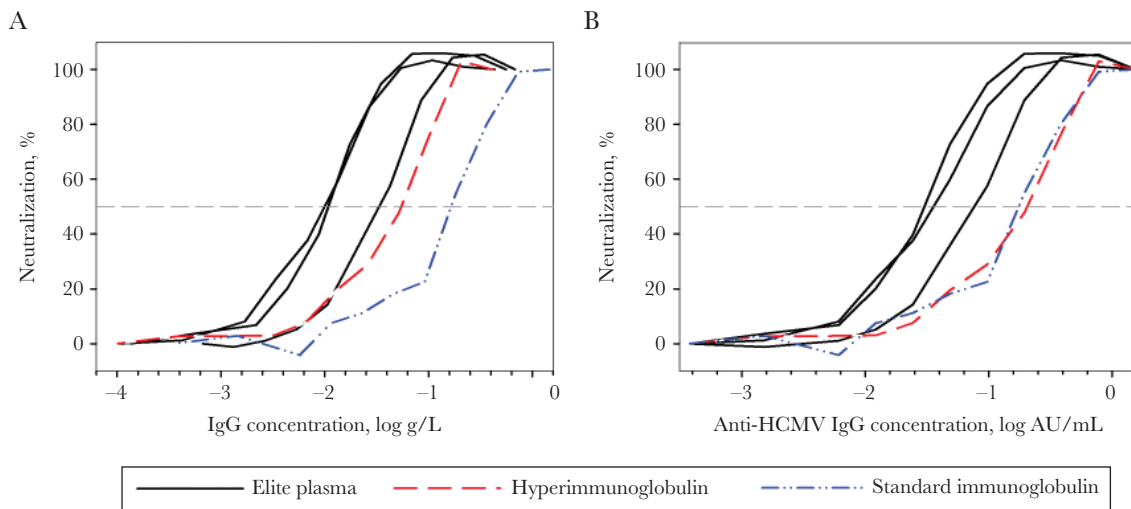 A
B
Neutralization, %
100
80
60
40
20
0
–4
–3
–2
–1
0
IgG concentration, log g/L
Neutralization, %
100
80
60
40
20
0
–3
–2
–1
0
Anti-HCMV IgG concentration, log AU/mL
Elite plasma
Hyperimmunoglobulin
Standard immunoglobulin